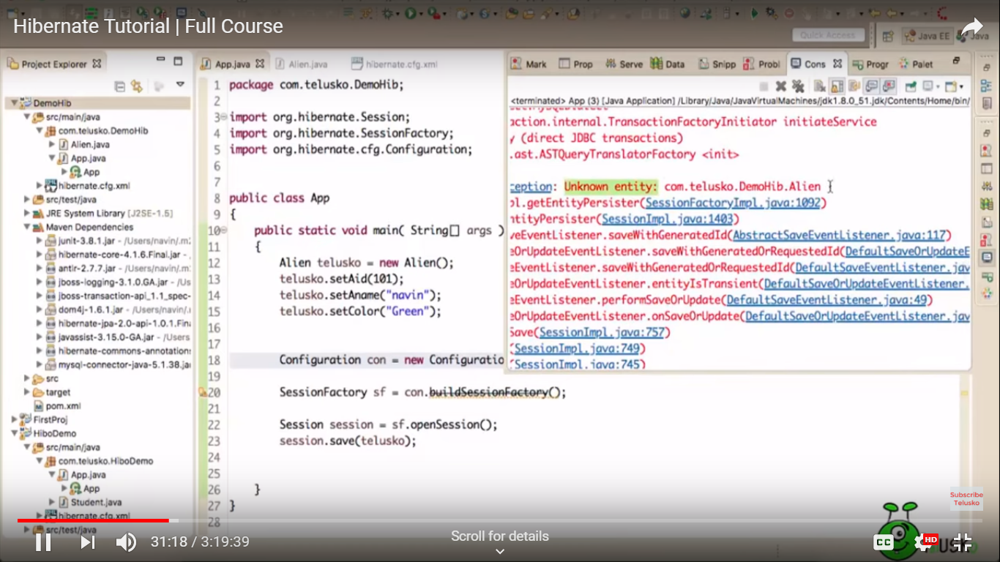 Hibernate Tutorial | Full Course
Quick Access
Java EE
Java
Project Explorer
DemoHib
src/main/java
com.telusko.DemoHib
Alien.java
App.java
App
hibernate.cfg.xml
src/test/java
JRE System Library [J2SE-1.5]
Maven Dependencies
junit-3.8.1.jar - /Users/navin/.m2
hibernate-core-4.1.6.Final.jar - /
antlr-2.7.7.jar - /Users/navin/.m
jboss-logging-3.1.0.GA.jar - /Us
jboss-transaction-api_1.1_spec-
dom4j-1.6.1.jar - /Users/navin/.
hibernate-jpa-2.0-api-1.0.1.Fina
javassist-3.15.0-GA.jar - /Users
hibernate-commons-annotations
mysql-connector-java-5.1.38.jar
src
target
pom.xml
FirstProj
HiboDemo
src/main/java
com.telusko.HiboDemo
App.java
App
Student.java
hibernate.cfg.xml
src/test/java
App.java
Alien.java
hibernate.cfg.xml
1 package com.telusko.DemoHib;
2
3 import org.hibernate.Session;
4 import org.hibernate.SessionFactory;
5 import org.hibernate.cfg.Configuration;
6
7
8 public class App
9 {
10 public static void main( String[] args )
11 {
12 Alien telusko = new Alien();
13 telusko.setAid(101);
14 telusko.setAname("navin");
15 telusko.setColor("Green");
16
17
18 Configuration con = new Configuratio
19
20 SessionFactory sf = con.buildSessionFactory();
21
22 Session session = sf.openSession();
23 session.save(telusko);
24
25
26 }
27 }
28
Mark Prop Serve Data Snipp Probl Cons Progr Palet
<terminated> App (3) [Java Application] /Library/Java/JavaVirtualMachines/jdk1.8.0_51.jdk/Contents/Home/bin/
action.internal.TransactionFactoryInitiator initiateService
y (direct JDBC transactions)
.ast.ASTQueryTranslatorFactory <init>
ception: Unknown entity: com.telusko.DemoHib.Alien
pl.getEntityPersister(SessionFactoryImpl.java:1092)
ntityPersister(SessionImpl.java:1403)
veEventListener.saveWithGeneratedId(AbstractSaveEventListener.java:117)
eOrUpdateEventListener.saveWithGeneratedOrRequestedId(DefaultSaveOrUpdateE
eEventListener.saveWithGeneratedOrRequestedId(DefaultSaveEventListener.jav
eOrUpdateEventListener.entityIsTransient(DefaultSaveOrUpdateEventListener.
eEventListener.performSaveOrUpdate(DefaultSaveEventListener.java:49)
eOrUpdateEventListener.onSaveOrUpdate(DefaultSaveOrUpdateEventListener.jav
Save(SessionImpl.java:757)
(SessionImpl.java:749)
(SessionImpl.java:745)
Subscribe
Telusko
31:18 / 3:19:39
Scroll for details
CC
HD